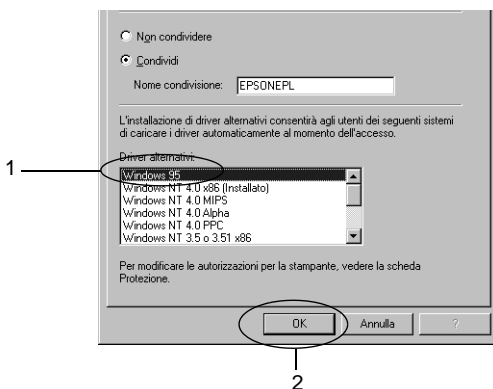 Non condividere
Condividi
Nome condivisione: EPSONEPL
L'installazione di driver alternativi consentirà agli utenti dei seguenti sistemi
di caricare i driver automaticamente al momento dell'accesso.
Driver alternativi:
1
Windows 95
Windows NT 4.0 x86 (Installato)
Windows NT 4.0 MIPS
Windows NT 4.0 Alpha
Windows NT 4.0 PPC
Windows NT 3.5 o 3.51 x86
Per modificare le autorizzazioni per la stampante, vedere la scheda
Protezione.
OK Annulla ?
2